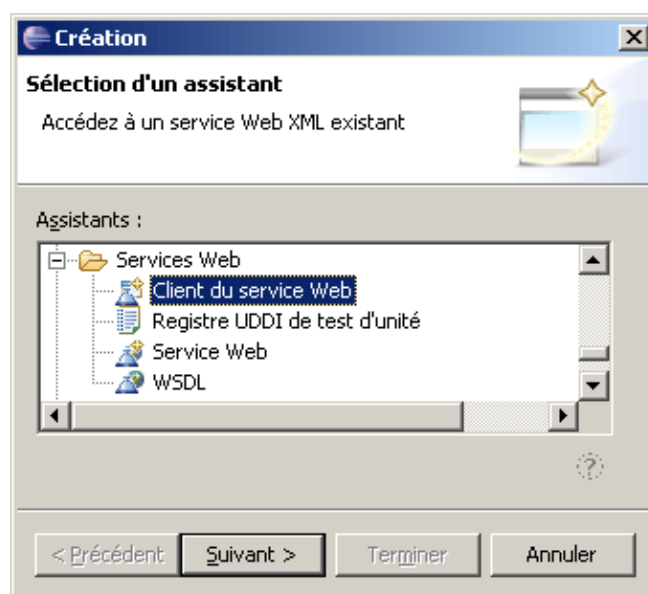 Création
Sélection d'un assistant
Accédez à un service Web XML existant
Assistants :
Services Web
Client du service Web
Registre UDDI de test d'unité
Service Web
WSDL
?
< Précédent Suivant > Terminer Annuler